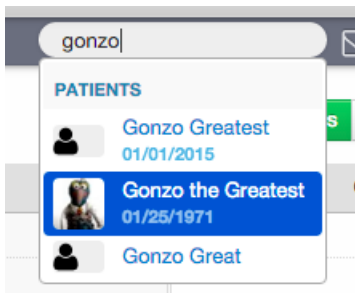 gonzo
PATIENTS
Gonzo Greatest
01/01/2015
Gonzo the Greatest
01/25/1971
Gonzo Great
s